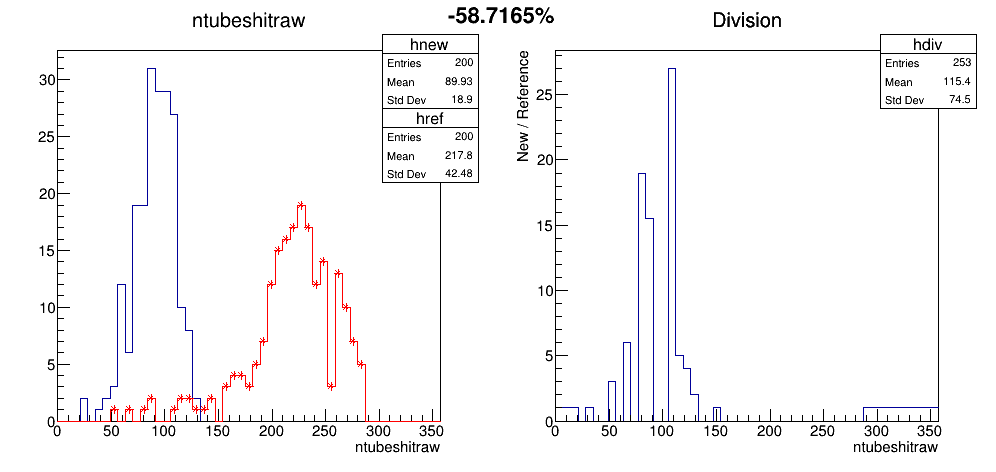 -58.7165%
ntubeshitraw
hnew
Entries 200
Mean 89.93
Std Dev 18.9
href
Entries 200
Mean 217.8
Std Dev 42.48
30
25
20
15
10
5
0
0 50 100 150 200 250 300 350
ntubeshitraw
Division
hdiv
Entries 253
Mean 115.4
Std Dev 74.5
New / Reference
25
20
15
10
5
0
0 50 100 150 200 250 300 350
ntubeshitraw